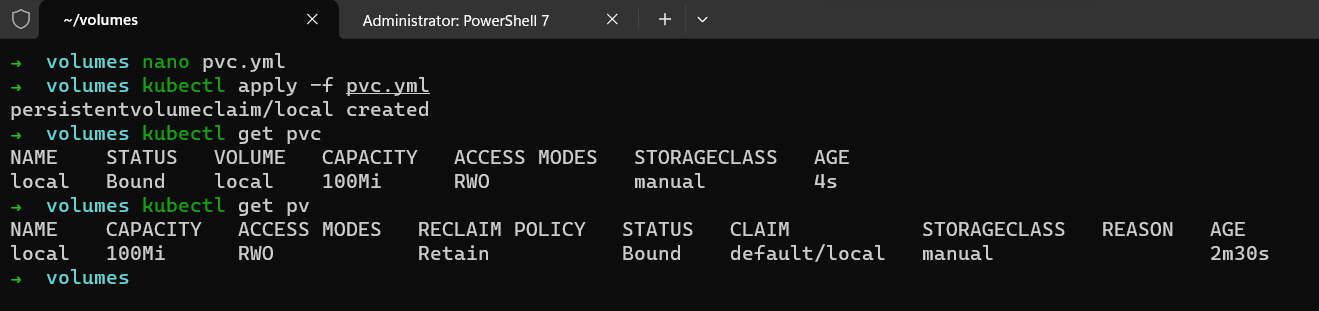 ~/volumes Administrator: PowerShell 7
→ volumes nano pvc.yml
→ volumes kubectl apply -f pvc.yml
persistentvolumeclaim/local created
→ volumes kubectl get pvc
NAME STATUS VOLUME CAPACITY ACCESS MODES STORAGECLASS AGE
local Bound local 100Mi RWO manual 4s
→ volumes kubectl get pv
NAME CAPACITY ACCESS MODES RECLAIM POLICY STATUS CLAIM STORAGECLASS REASON AGE
local 100Mi RWO Retain Bound default/local manual 2m30s
→ volumes